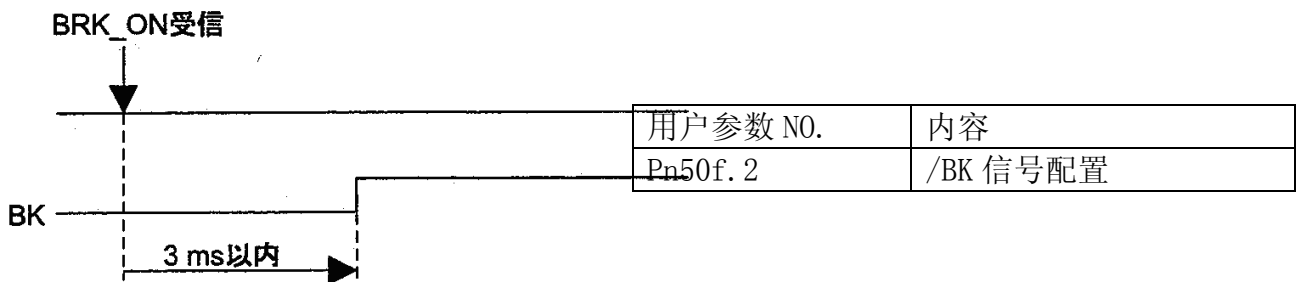 BRK_ON受信
用户参数 NO. 内容
Pn50f.2 /BK 信号配置
BK
3 ms以内